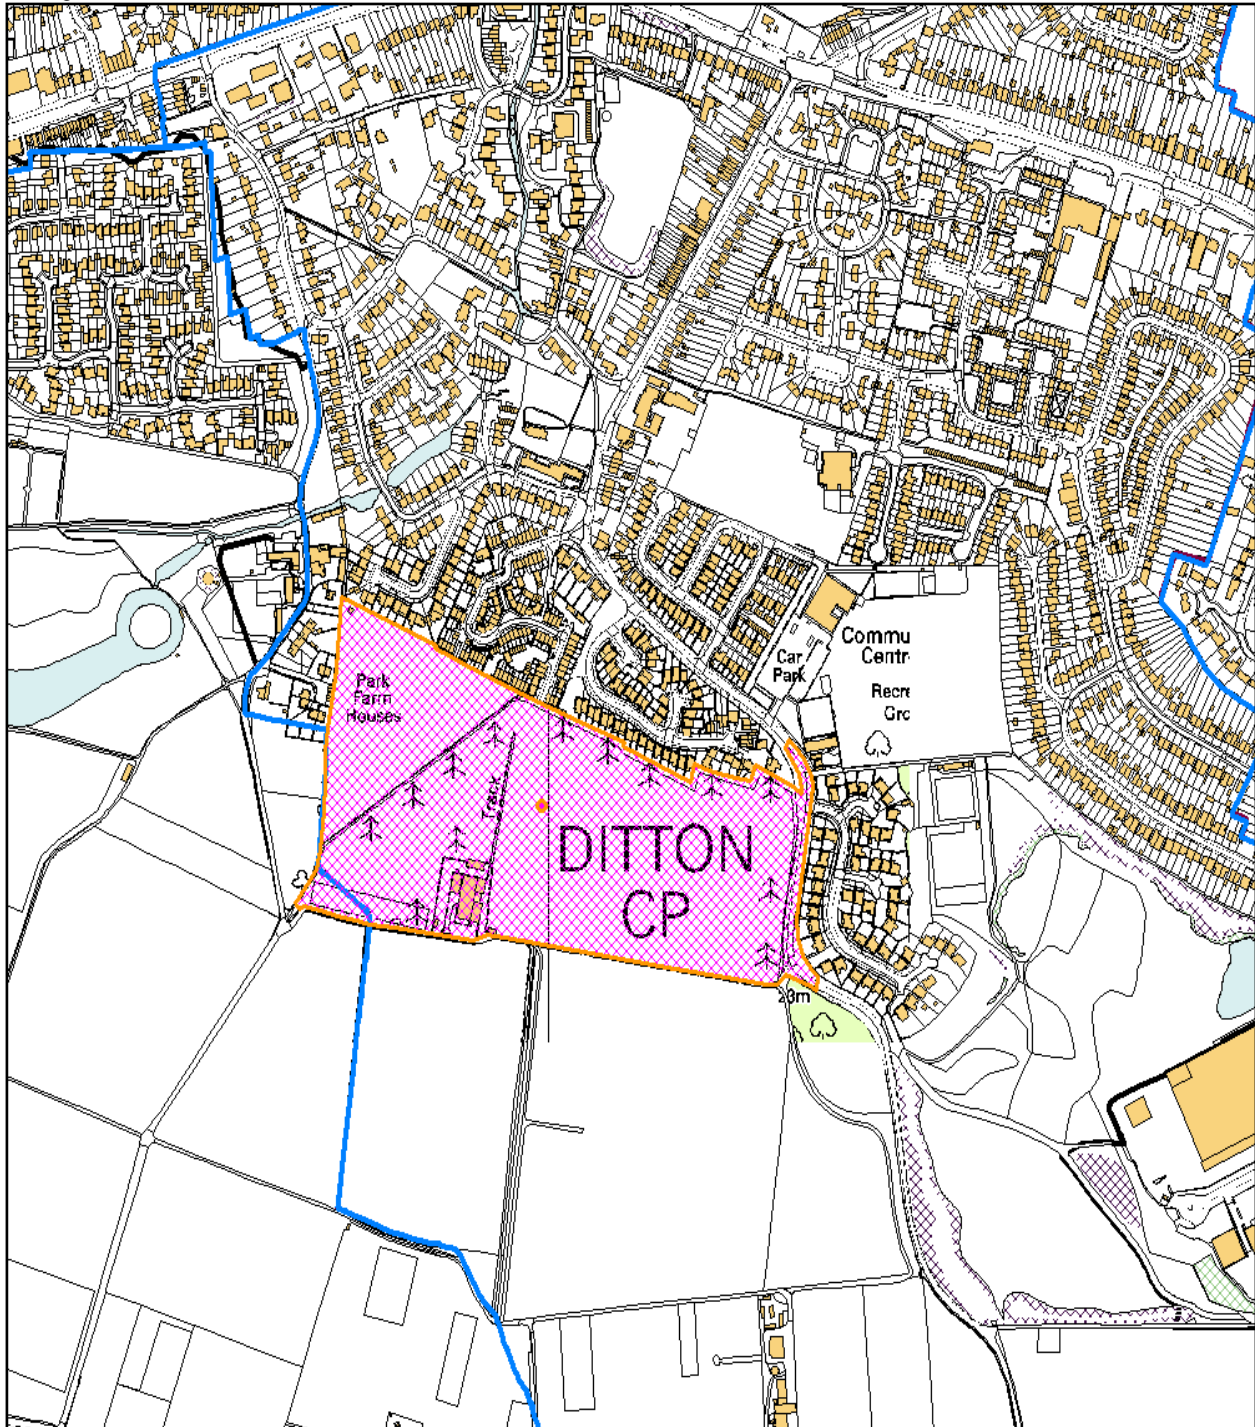 Commu
Centr
Car
Park
Recre
Grc
Park
Farm
Houses
Track
DITTON
CP
23m